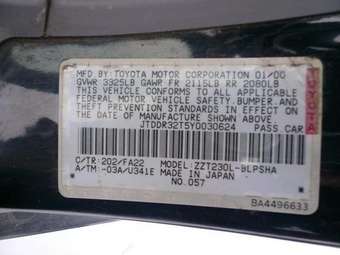 MFD. BY TOYOTA MOTOR CORPORATION 01/00
GVWR 3325LB GAWR FR 2115LB RR 2080LB
THIS VEHICLE CONFORMS TO ALL APPLICABLE
FEDERAL MOTOR VEHICLE SAFETY, BUMPER, AND
THEFT PREVENTION STANDARDS IN EFFECT ON
THE DATE OF MANUFACTURE SHOWN ABOVE.
JTDDR32T5Y0030624 PASS. CAR
C/TR: 202/FA22 MODEL: ZZT230L-BLPSHA
A/TM: -03A/U341E MADE IN JAPAN
NO. 057
BA4496633